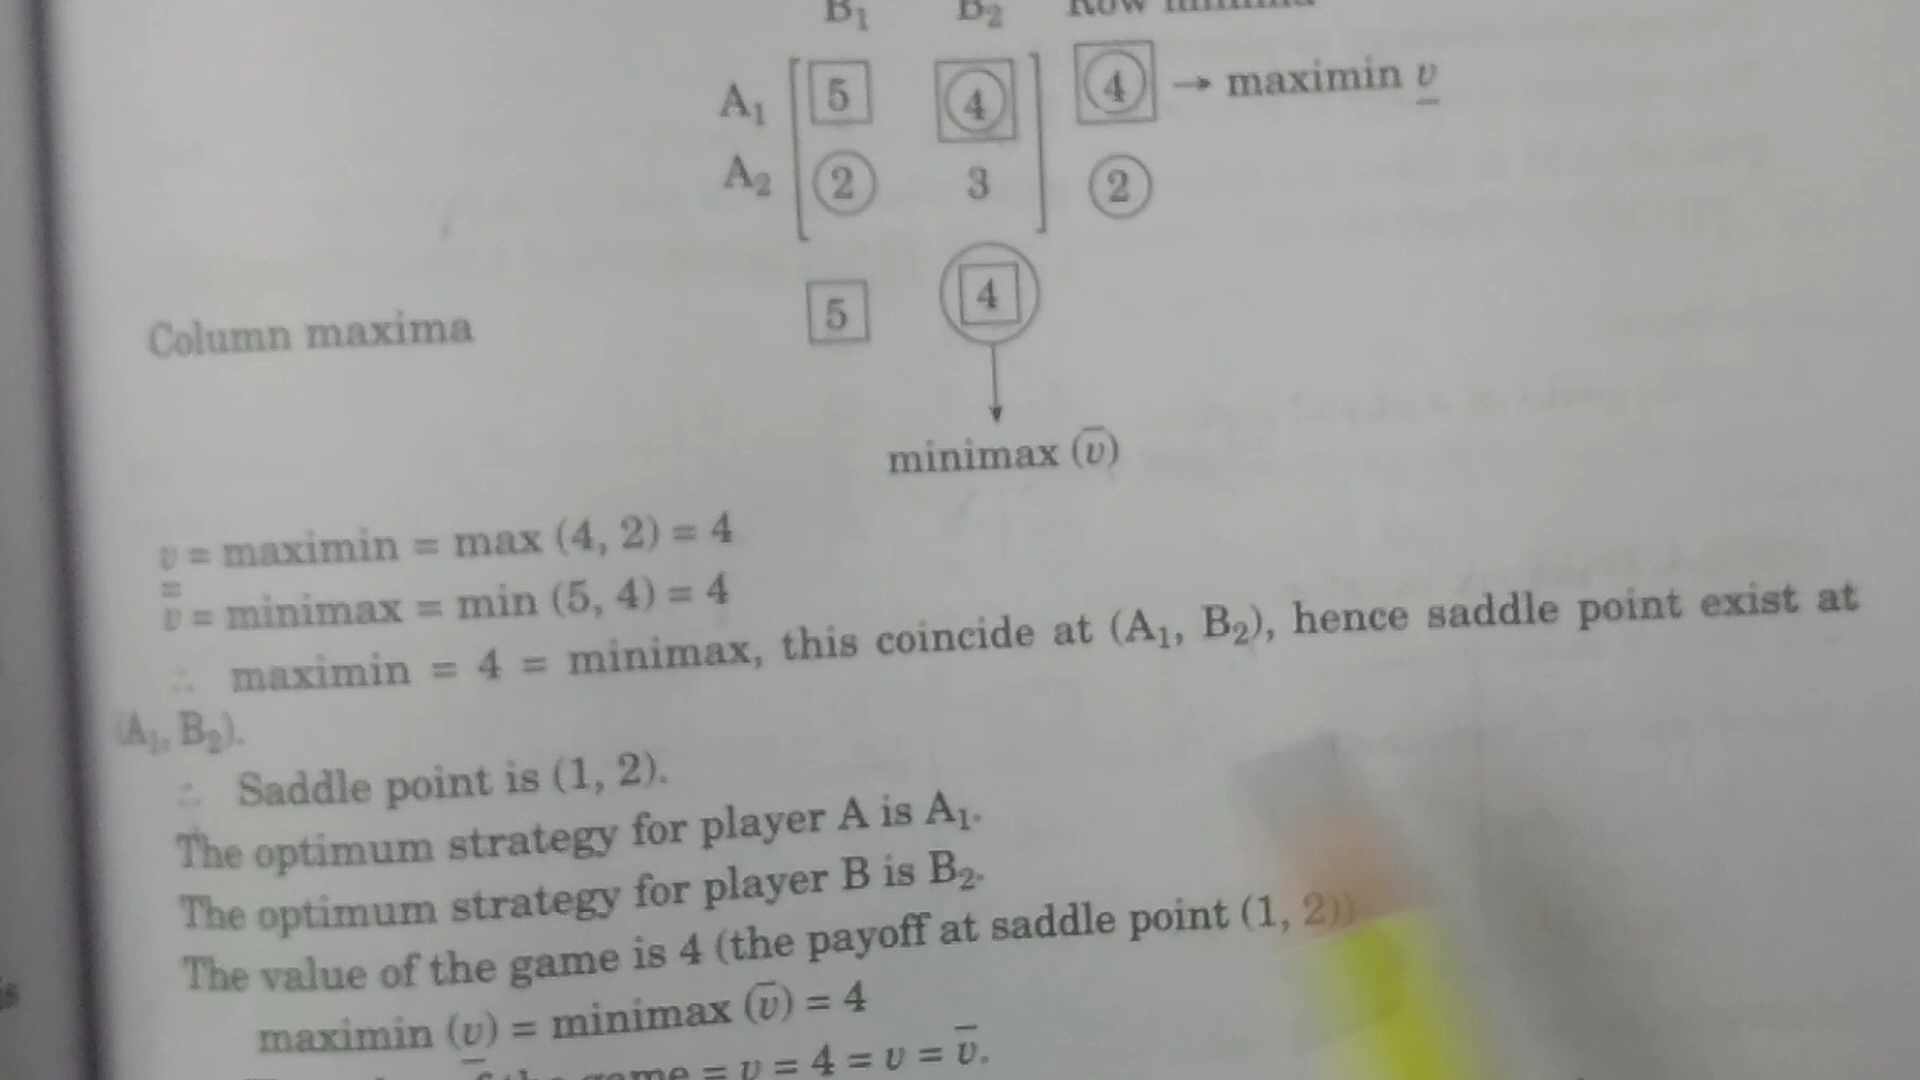 B₁ B₂ Row minima
A₁ 5 4 4 → maximin v̲
A₂ 2 3 2
Column maxima 5 4
minimax (v̅)
v̲ = maximin = max (4, 2) = 4
v̅ = minimax = min (5, 4) = 4
∴ maximin = 4 = minimax, this coincide at (A₁, B₂), hence saddle point exist at
(A₁, B₂).
∴ Saddle point is (1, 2).
The optimum strategy for player A is A₁.
The optimum strategy for player B is B₂.
The value of the game is 4 (the payoff at saddle point (1, 2))
maximin (v̲) = minimax (v̅) = 4
game = v = 4 = v = v̅.